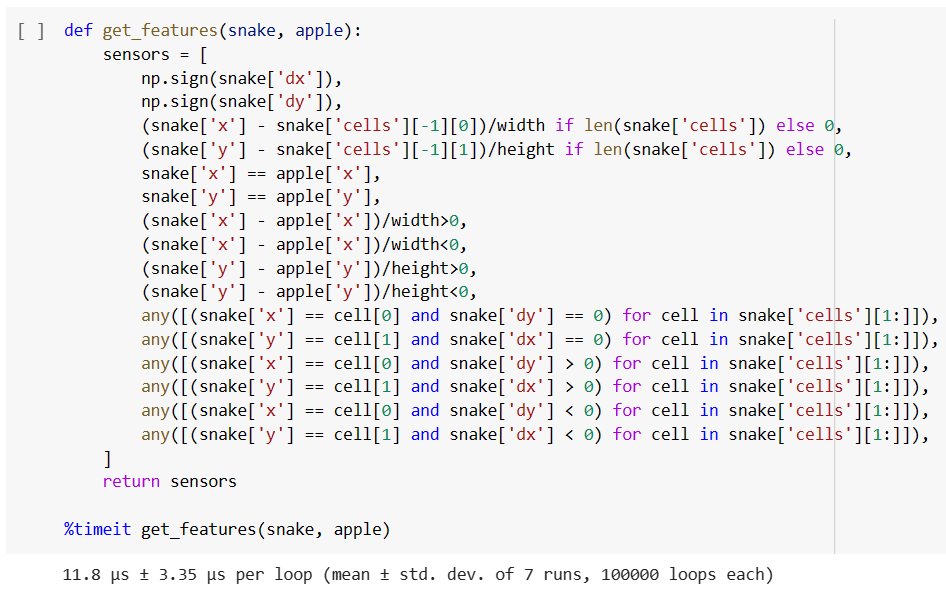 [ ] def get_features(snake, apple):
    sensors = [
        np.sign(snake['dx']),
        np.sign(snake['dy']),
        (snake['x'] - snake['cells'][-1][0])/width if len(snake['cells']) else 0,
        (snake['y'] - snake['cells'][-1][1])/height if len(snake['cells']) else 0,
        snake['x'] == apple['x'],
        snake['y'] == apple['y'],
        (snake['x'] - apple['x'])/width>0,
        (snake['x'] - apple['x'])/width<0,
        (snake['y'] - apple['y'])/height>0,
        (snake['y'] - apple['y'])/height<0,
        any([(snake['x'] == cell[0] and snake['dy'] == 0) for cell in snake['cells'][1:]]),
        any([(snake['y'] == cell[1] and snake['dx'] == 0) for cell in snake['cells'][1:]]),
        any([(snake['x'] == cell[0] and snake['dy'] > 0) for cell in snake['cells'][1:]]),
        any([(snake['y'] == cell[1] and snake['dx'] > 0) for cell in snake['cells'][1:]]),
        any([(snake['x'] == cell[0] and snake['dy'] < 0) for cell in snake['cells'][1:]]),
        any([(snake['y'] == cell[1] and snake['dx'] < 0) for cell in snake['cells'][1:]]),
    ]
    return sensors

%timeit get_features(snake, apple)
11.8 µs ± 3.35 µs per loop (mean ± std. dev. of 7 runs, 100000 loops each)